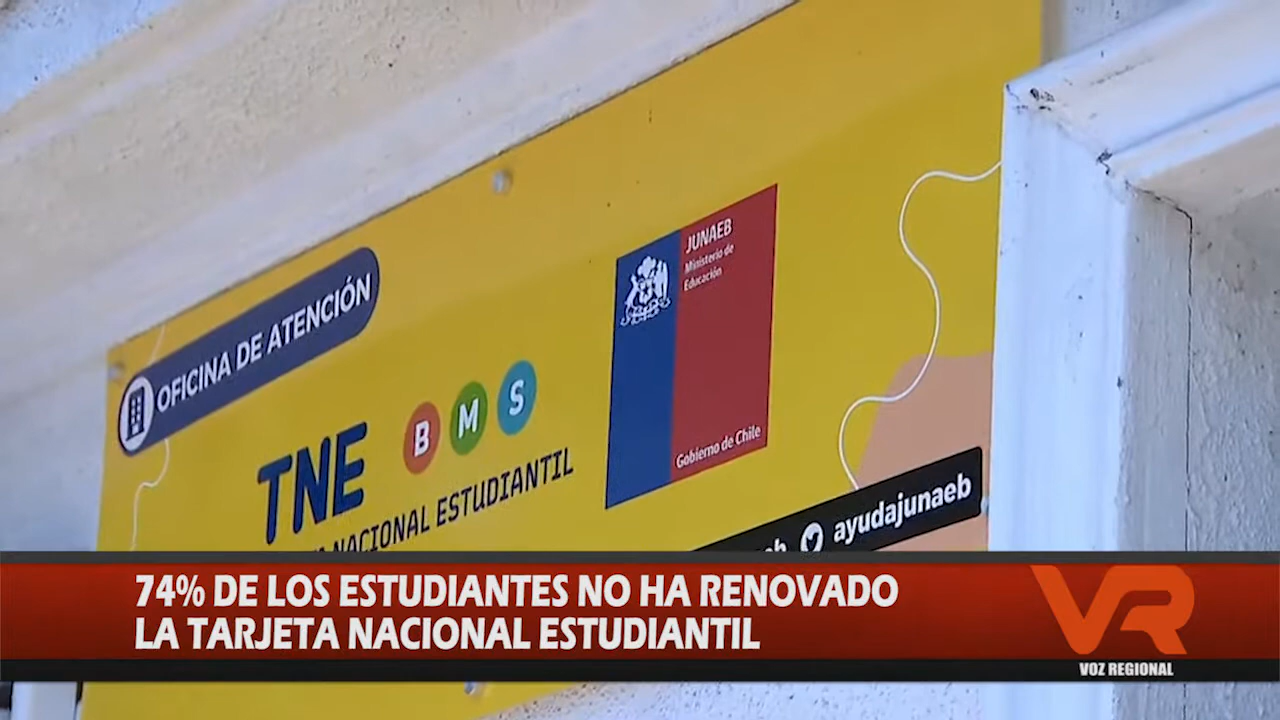 OFICINA DE ATENCIÓN
TNE B M S
NACIONAL ESTUDIANTIL
JUNAEB
Ministerio de
Educación
Gobierno de Chile
ayudajunaeb
74% DE LOS ESTUDIANTES NO HA RENOVADO
LA TARJETA NACIONAL ESTUDIANTIL
VR
VOZ REGIONAL